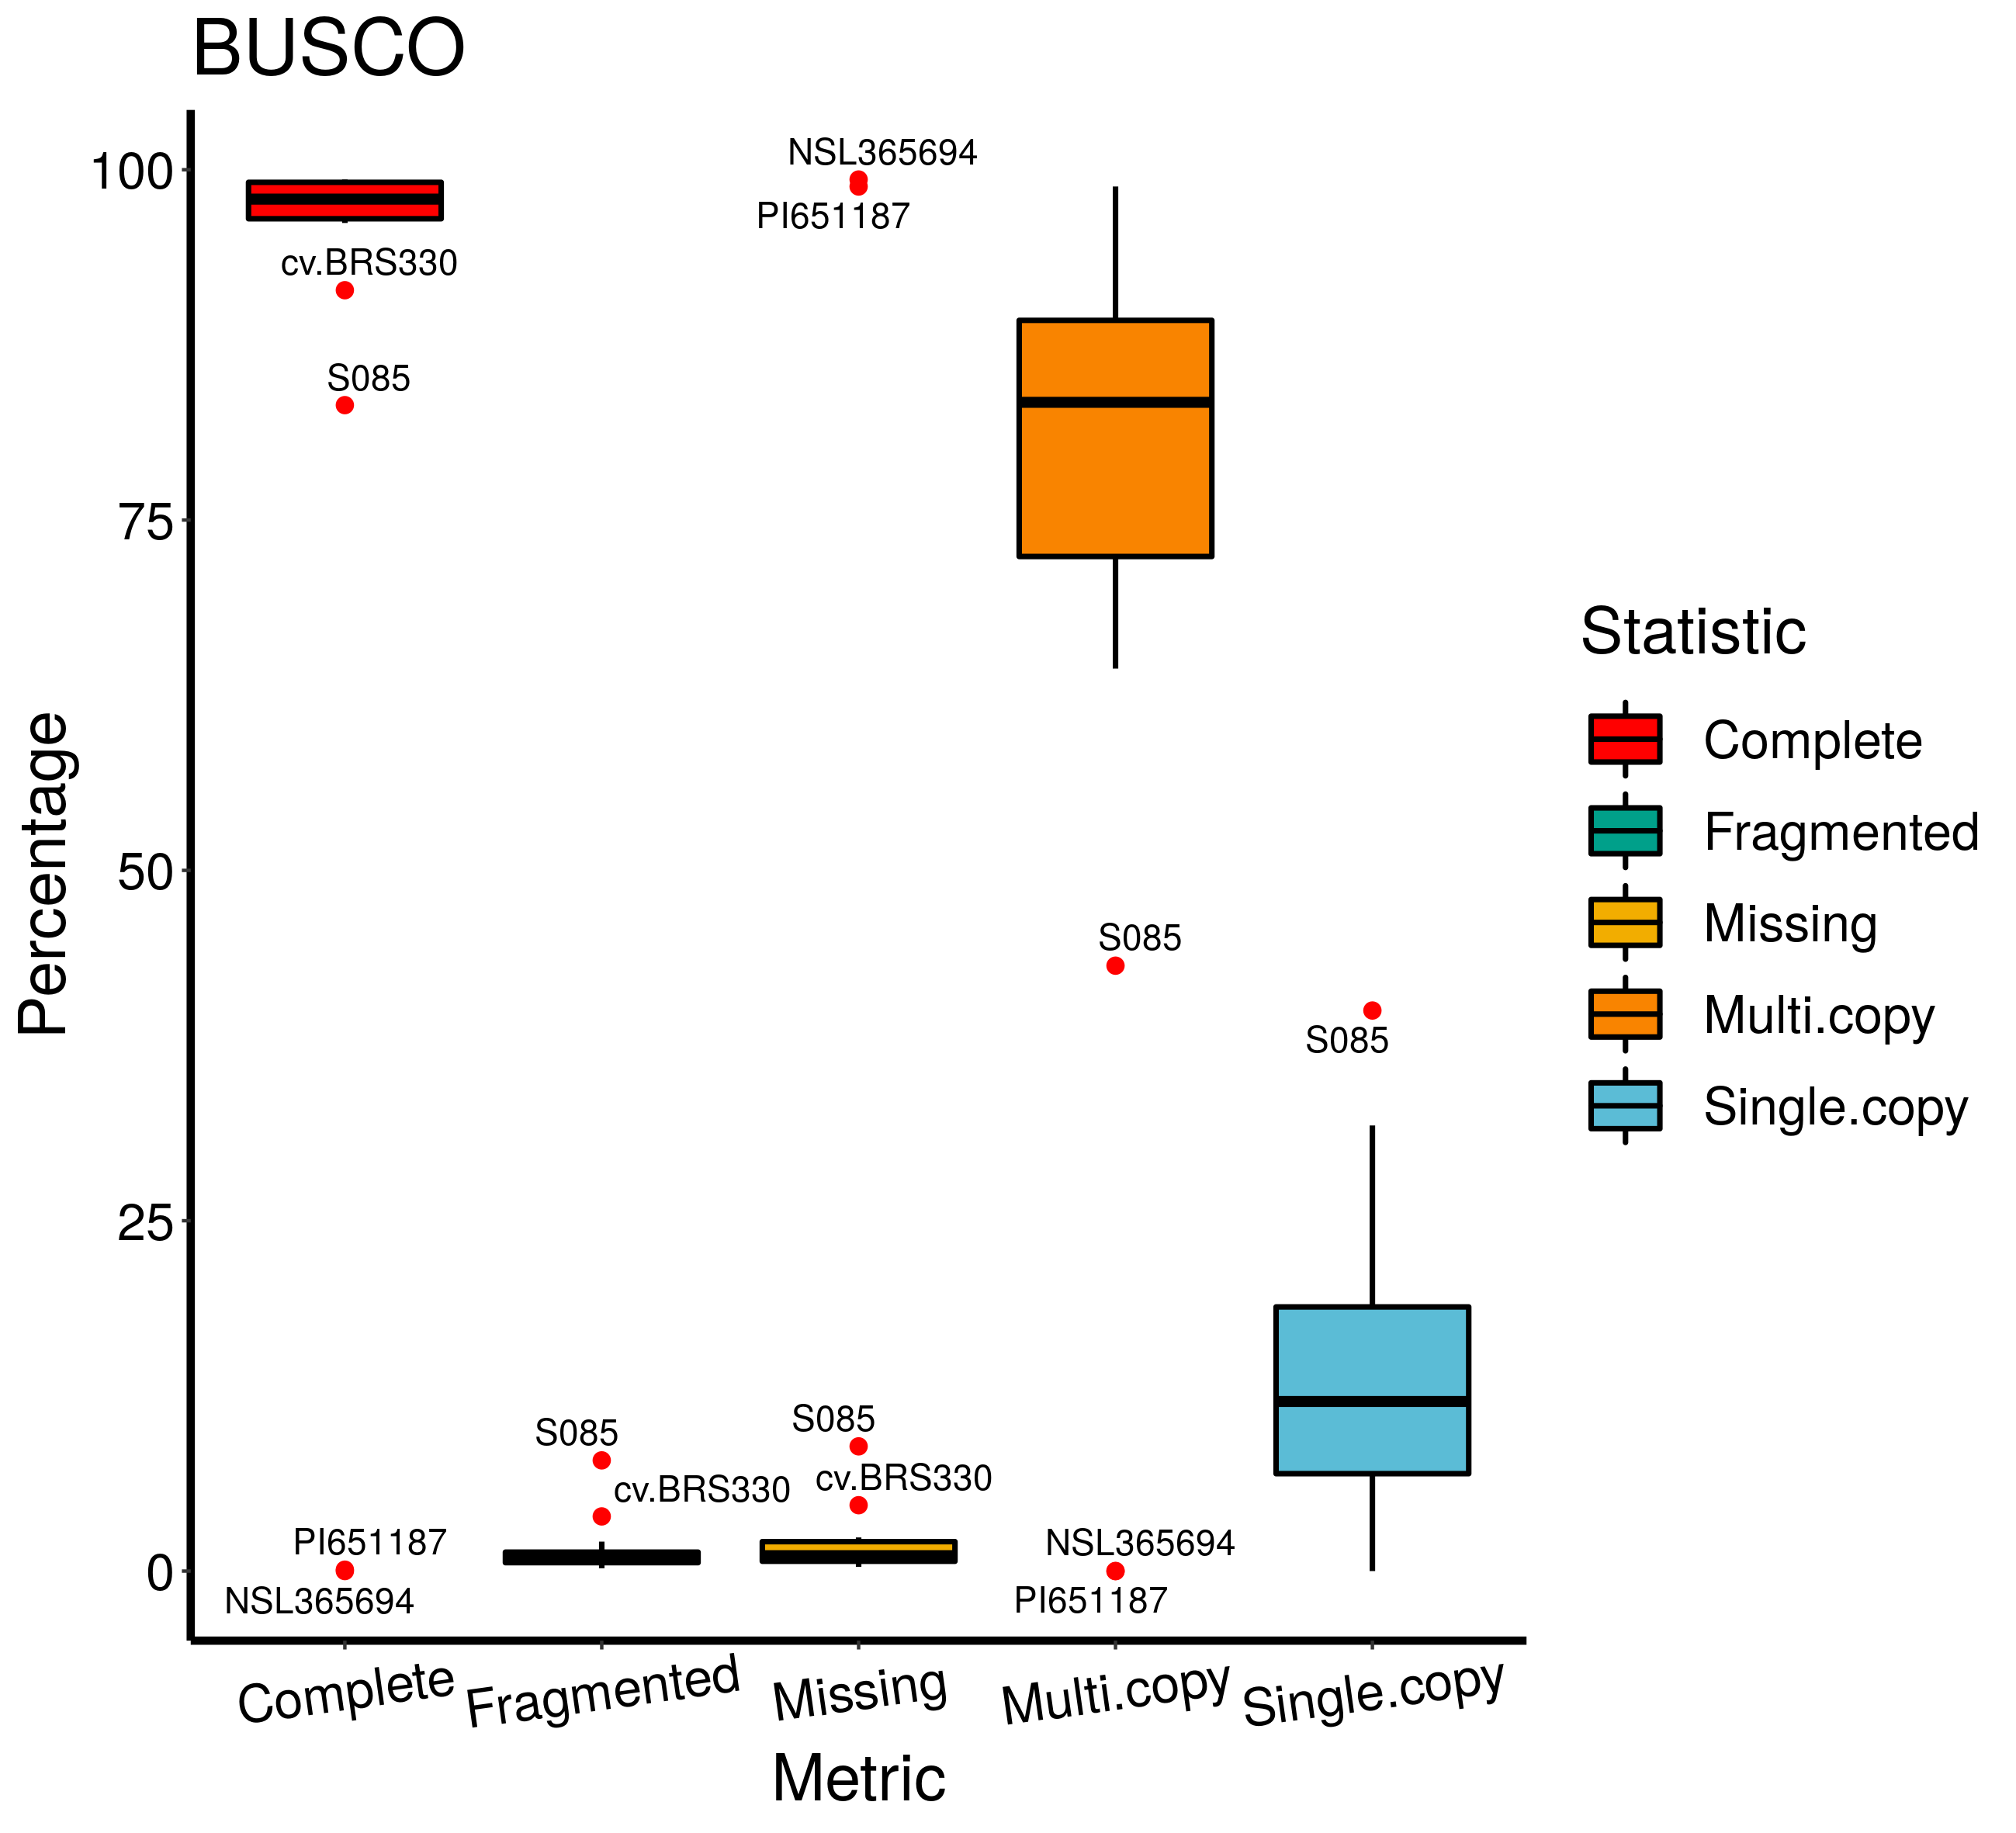 BUSCO
Percentage
100
75
50
25
0
cv.BRS330
S085
PI651187
NSL365694
S085
cv.BRS330
NSL365694
PI651187
S085
cv.BRS330
S085
NSL365694
PI651187
S085
Complete
Fragmented
Missing
Multi.copy
Single.copy
Metric
Statistic
Complete
Fragmented
Missing
Multi.copy
Single.copy